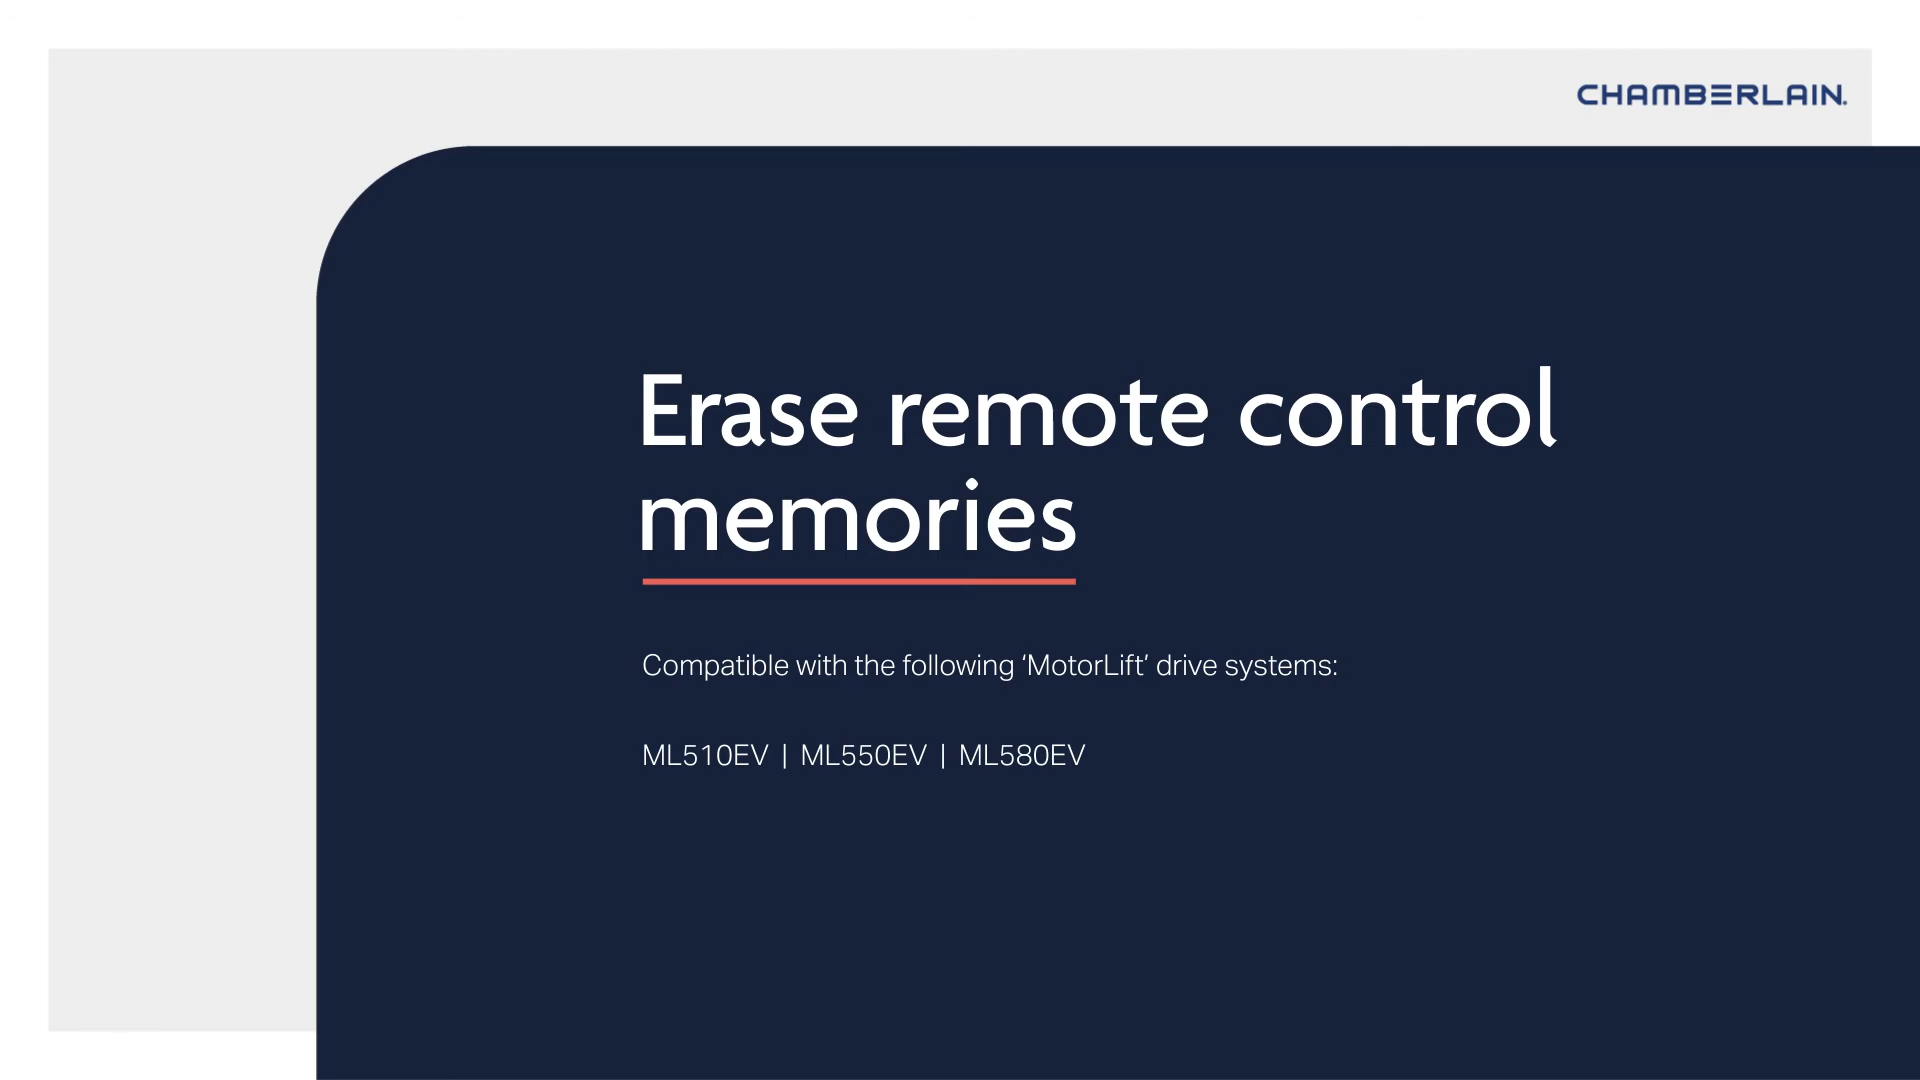 CHAMBERLAIN.
Erase remote control
memories
Compatible with the following ‘MotorLift’ drive systems:
ML510EV | ML550EV | ML580EV